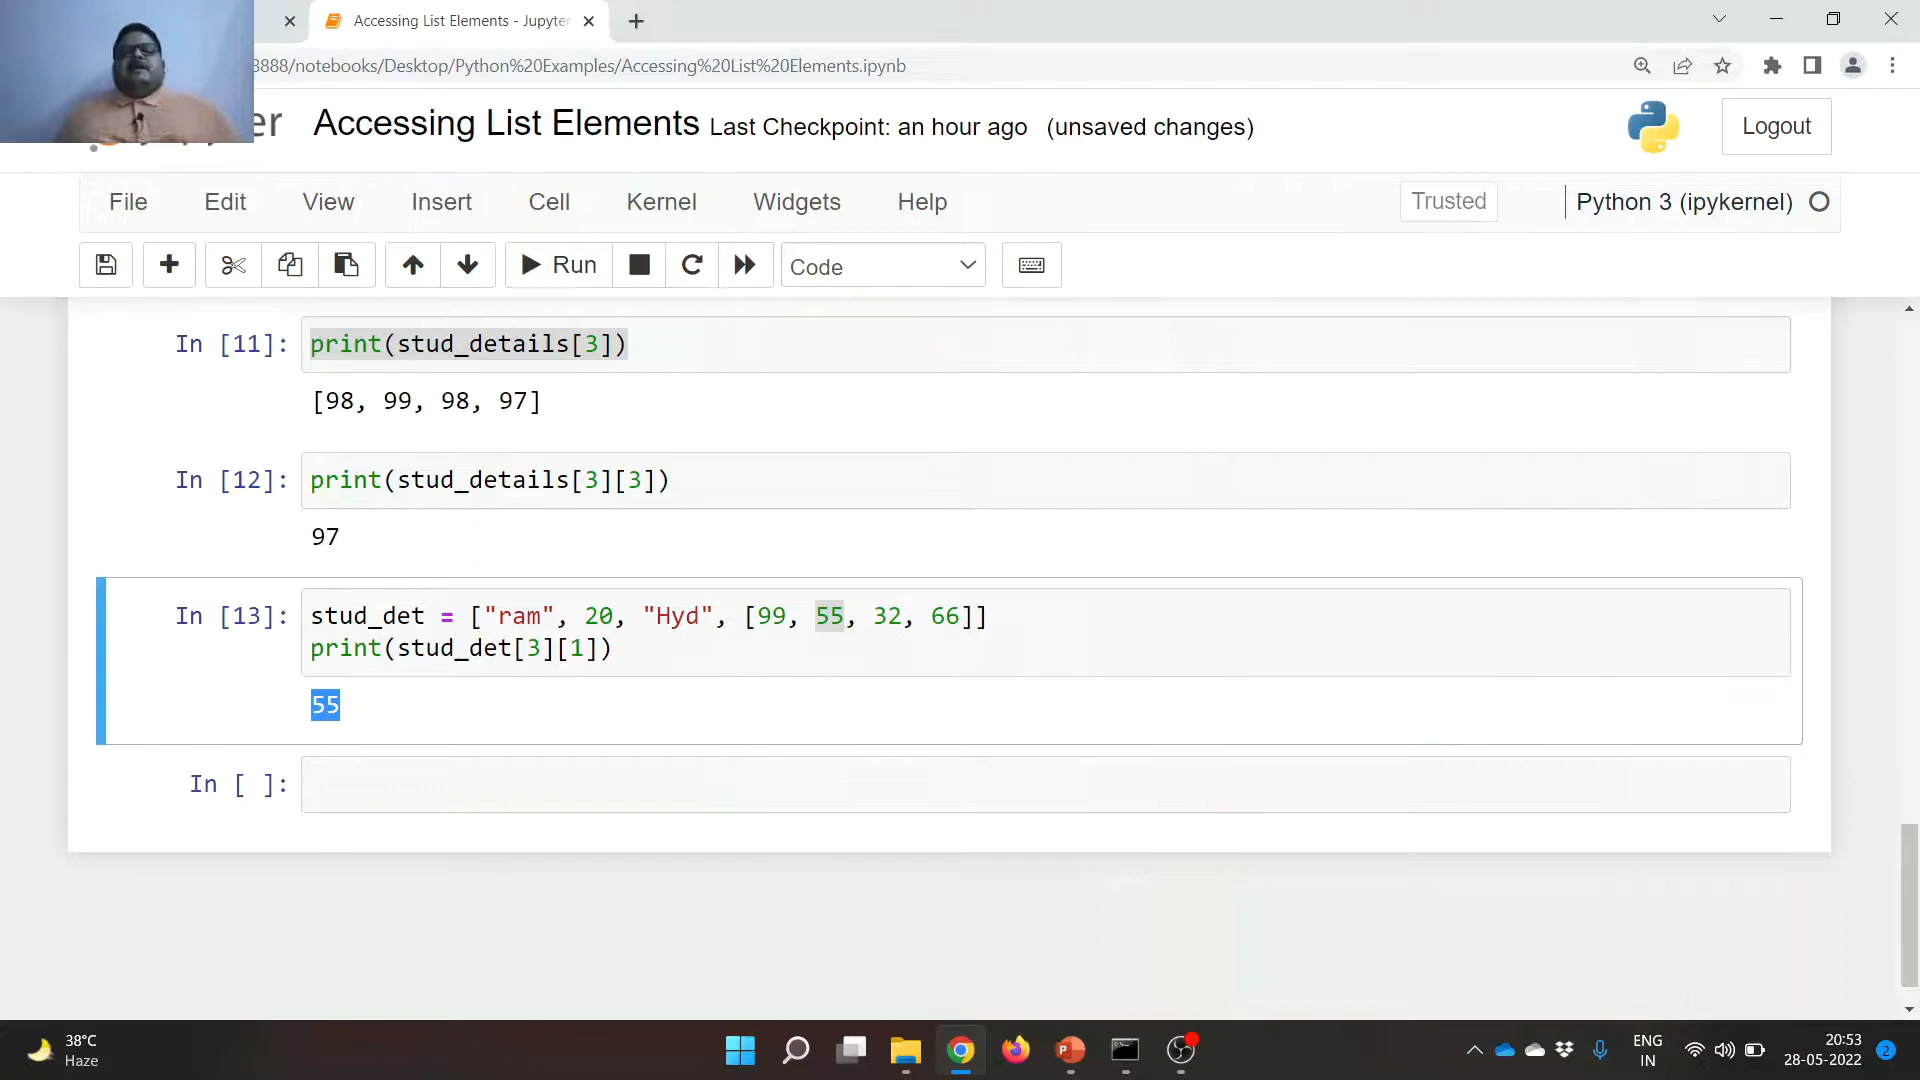 Accessing List Elements - Jupyter
8888/notebooks/Desktop/Python%20Examples/Accessing%20List%20Elements.ipynb
er Accessing List Elements Last Checkpoint: an hour ago (unsaved changes)
Logout
File Edit View Insert Cell Kernel Widgets Help
Trusted
Python 3 (ipykernel)
Run
Code
In [11]: print(stud_details[3])
[98, 99, 98, 97]
In [12]: print(stud_details[3][3])
97
In [13]: stud_det = ["ram", 20, "Hyd", [99, 55, 32, 66]]
print(stud_det[3][1])
55
In [ ]:
38°C
Haze
ENG
IN
20:53
28-05-2022
2